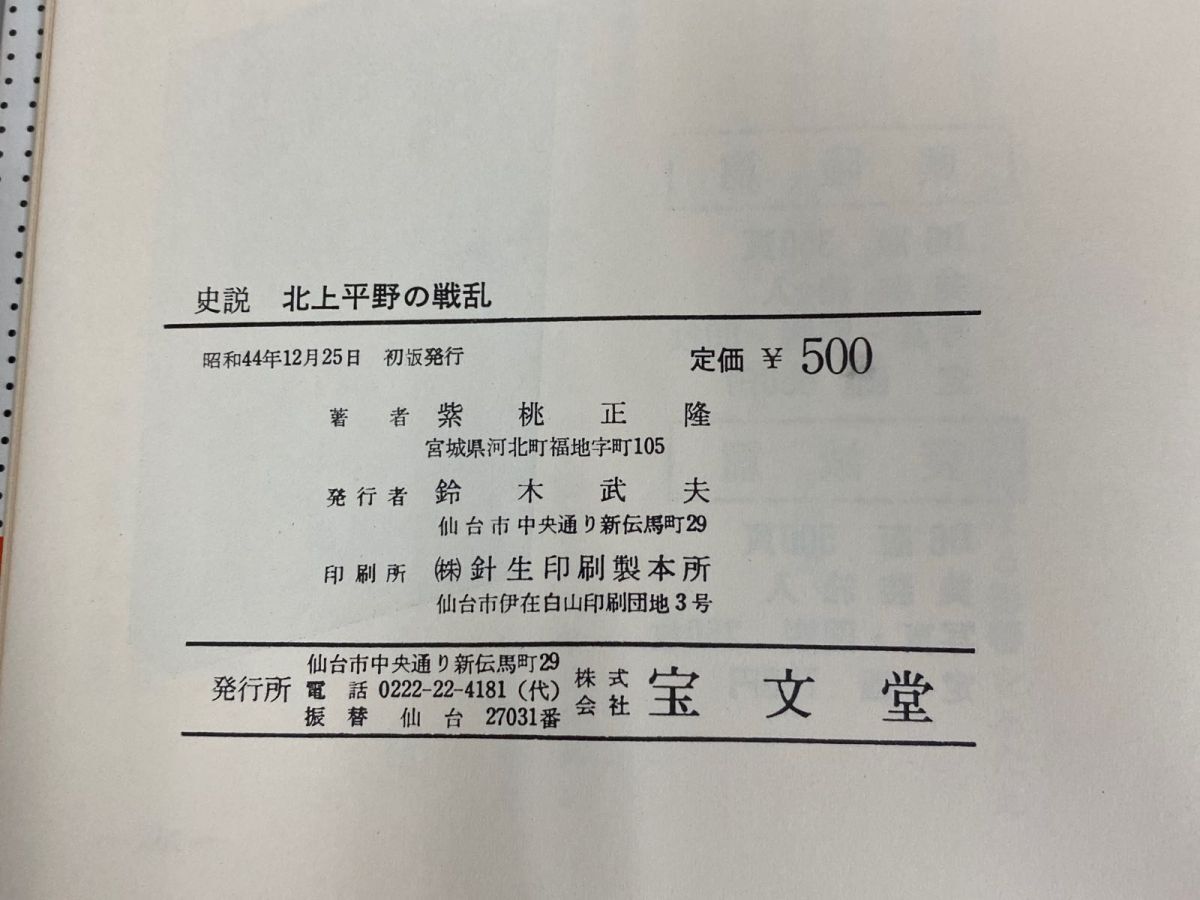 史説 北上平野の戦乱
昭和44年12月25日 初版発行 定価 ¥ 500
著者 紫桃正隆
宮城県河北町福地字町105
発行者 鈴木武夫
仙台市中央通り新伝馬町29
印刷所 ㈱針生印刷製本所
仙台市伊在白山印刷団地3号
発行所
仙台市中央通り新伝馬町29
電話 0222-22-4181(代)
振替 仙台 27031番
株式会社 宝文堂